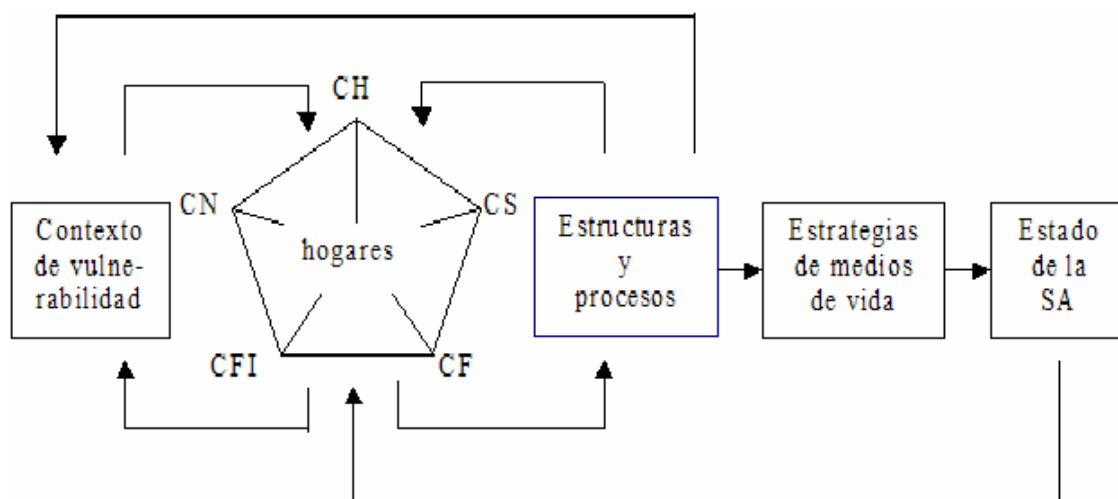 CH
CN
CS
hogares
CFI
CF
Contexto
de vulne-
rabilidad
Estructuras
y
procesos
Estrategias
de medios
de vida
Estado
de la
SA